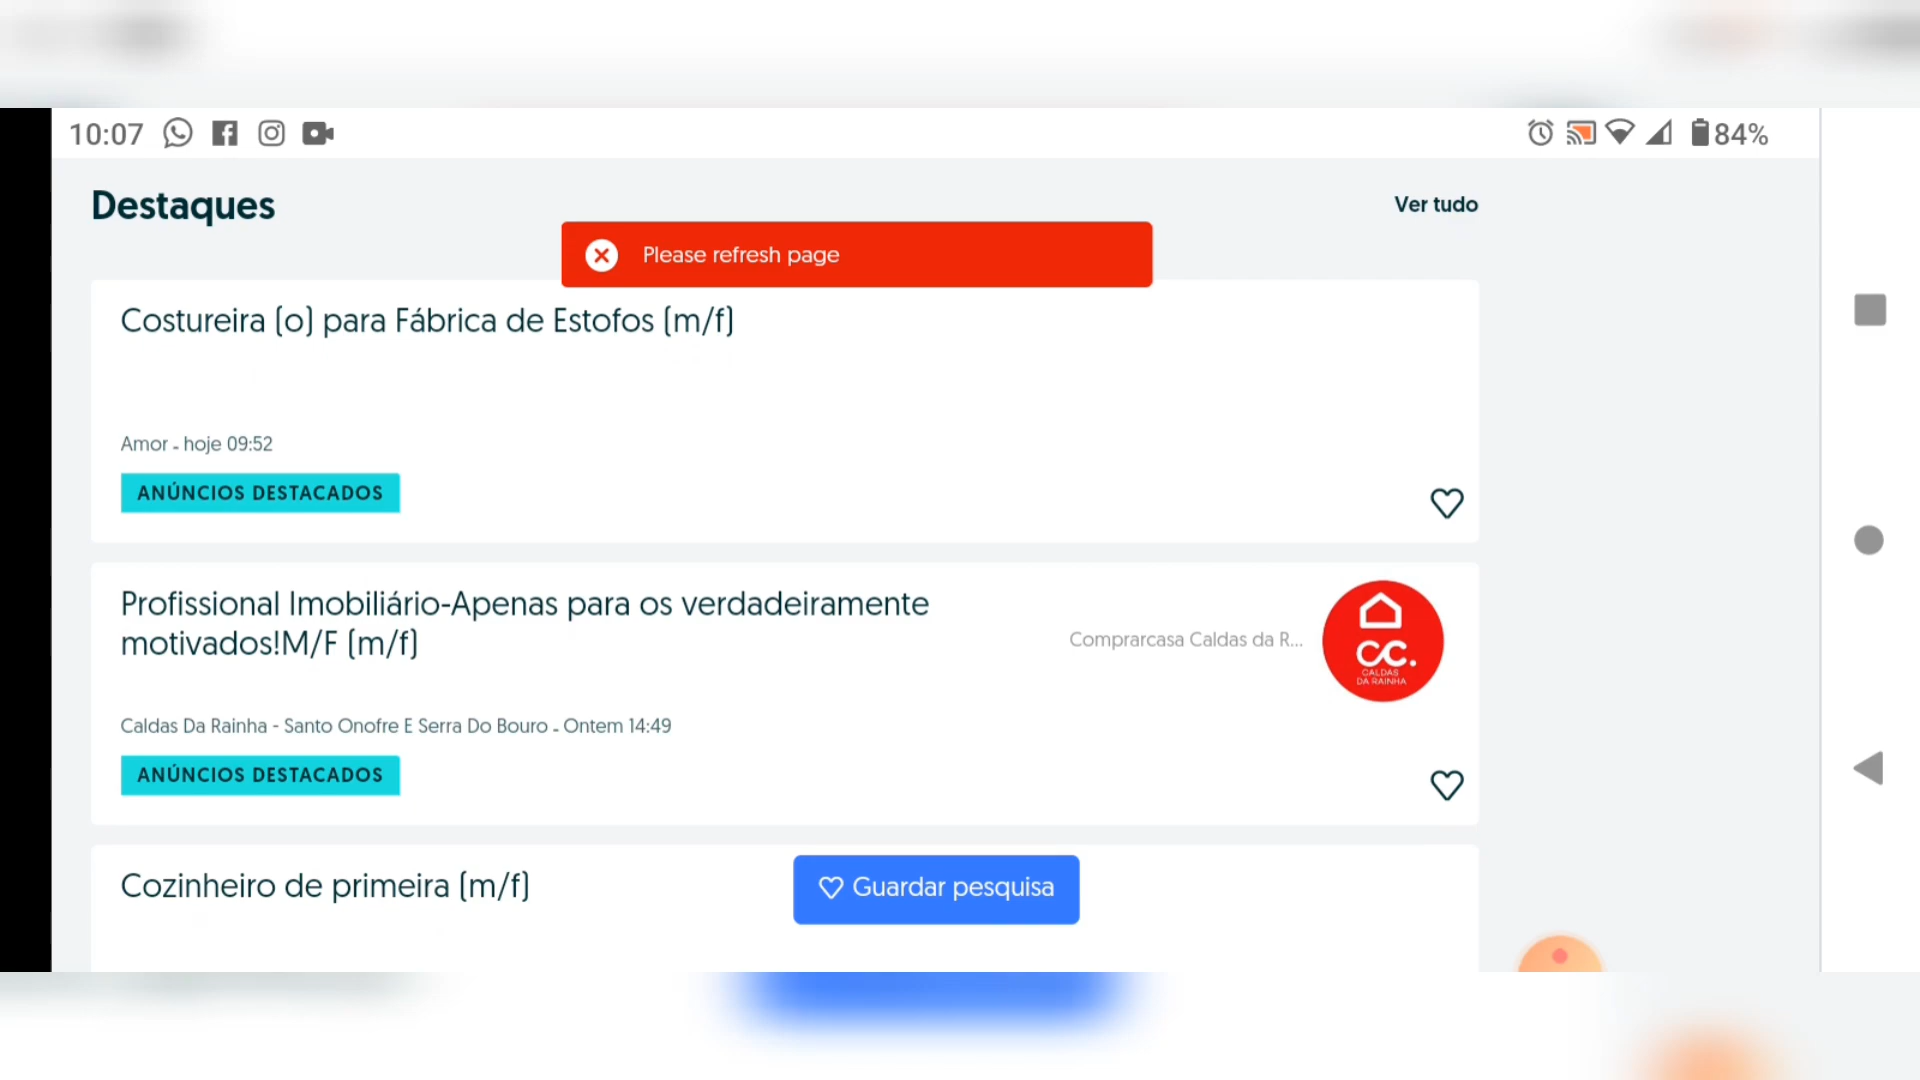 10:07
84%
Destaques
Ver tudo
Please refresh page
Costureira (o) para Fábrica de Estofos (m/f)
Amor - hoje 09:52
ANÚNCIOS DESTACADOS
Profissional Imobiliário-Apenas para os verdadeiramente
motivados!M/F (m/f)
Comprarcasa Caldas da R...
CC.
CALDAS
DA RAINHA
Caldas Da Rainha - Santo Onofre E Serra Do Bouro - Ontem 14:49
ANÚNCIOS DESTACADOS
Cozinheiro de primeira (m/f)
Guardar pesquisa